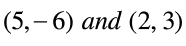 (5,−6) and (2, 3)